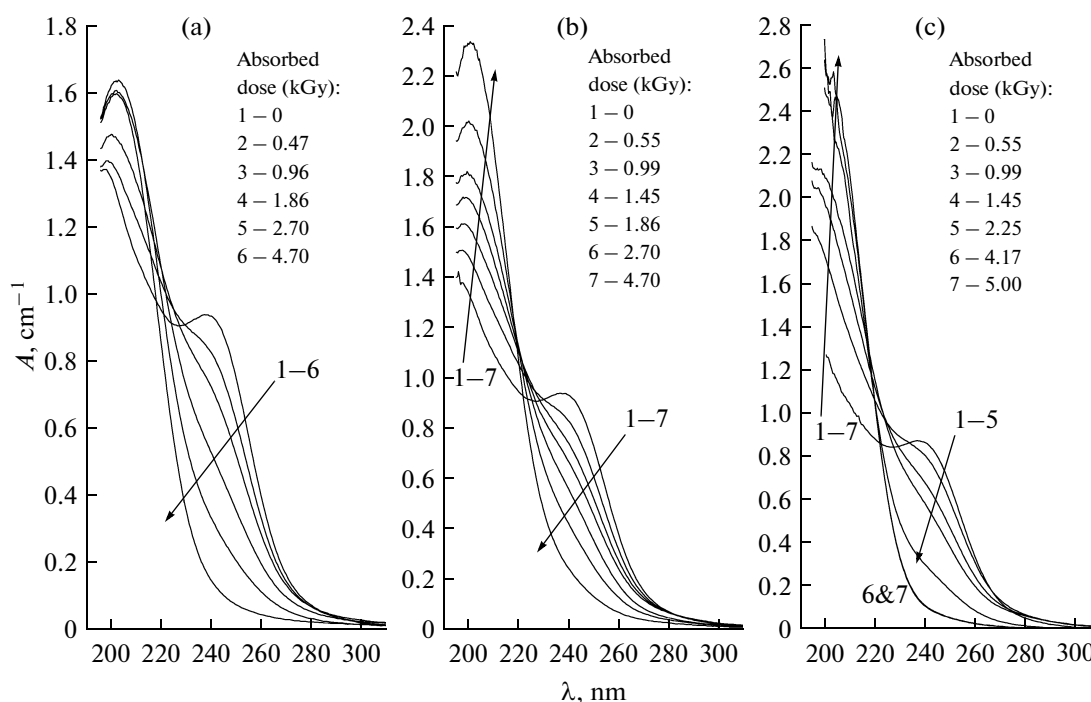 (a)
Absorbed
dose (kGy):
1 – 0
2 – 0.47
3 – 0.96
4 – 1.86
5 – 2.70
6 – 4.70
1–6
1.8
1.6
1.4
1.2
1.0
0.8
0.6
0.4
0.2
0
A, cm⁻¹
200 220 240 260 280 300
(b)
Absorbed
dose (kGy):
1 – 0
2 – 0.55
3 – 0.99
4 – 1.45
5 – 1.86
6 – 2.70
7 – 4.70
1–7
1–7
2.4
2.2
2.0
1.8
1.6
1.4
1.2
1.0
0.8
0.6
0.4
0.2
0
200 220 240 260 280 300
λ, nm
(c)
Absorbed
dose (kGy):
1 – 0
2 – 0.55
3 – 0.99
4 – 1.45
5 – 2.25
6 – 4.17
7 – 5.00
1–7
1–5
6&7
2.8
2.6
2.4
2.2
2.0
1.8
1.6
1.4
1.2
1.0
0.8
0.6
0.4
0.2
0
200 220 240 260 280 300